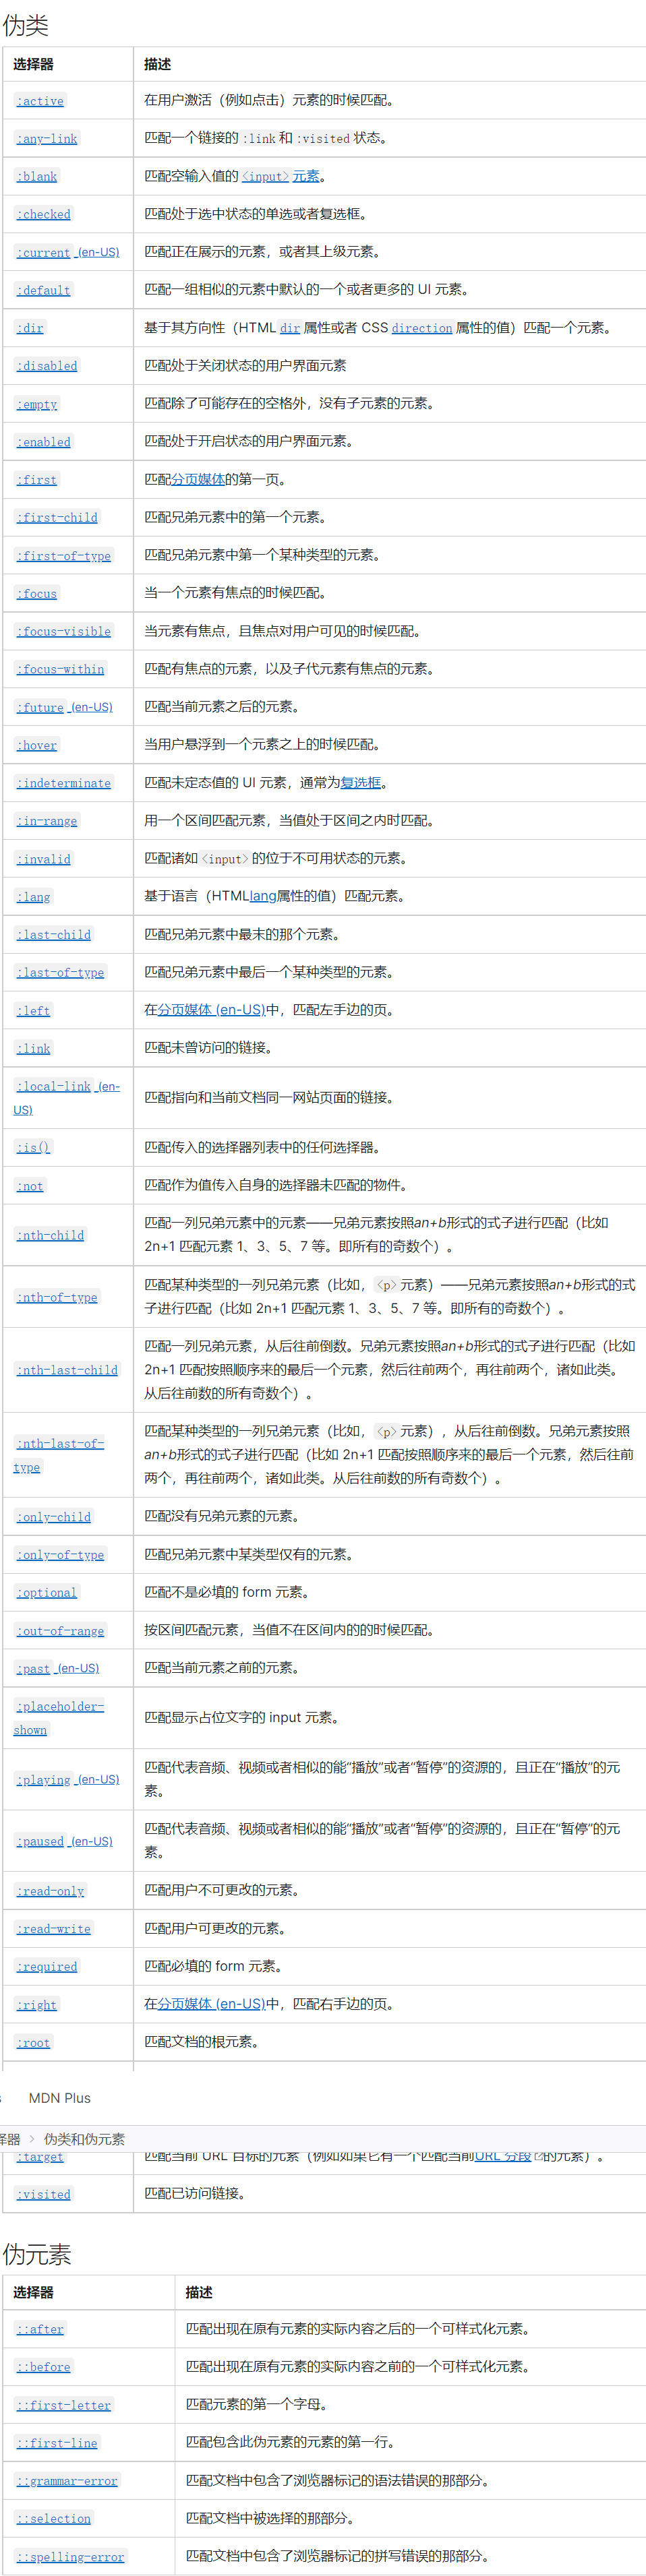 伪类
选择器 描述
:active 在用户激活（例如点击）元素的时候匹配。
:any-link 匹配一个链接的:link和:visited状态。
:blank 匹配空输入值的<input>元素。
:checked 匹配处于选中状态的单选或者复选框。
:current (en-US) 匹配正在展示的元素，或者其上级元素。
:default 匹配一组相似的元素中默认的一个或者更多的 UI 元素。
:dir 基于其方向性（HTMLdir属性或者 CSSdirection属性的值）匹配一个元素。
:disabled 匹配处于关闭状态的用户界面元素
:empty 匹配除了可能存在的空格外，没有子元素的元素。
:enabled 匹配处于开启状态的用户界面元素。
:first 匹配分页媒体的第一页。
:first-child 匹配兄弟元素中的第一个元素。
:first-of-type 匹配兄弟元素中第一个某种类型的元素。
:focus 当一个元素有焦点的时候匹配。
:focus-visible 当元素有焦点，且焦点对用户可见的时候匹配。
:focus-within 匹配有焦点的元素，以及子代元素有焦点的元素。
:future (en-US) 匹配当前元素之后的元素。
:hover 当用户悬浮到一个元素之上的时候匹配。
:indeterminate 匹配未定态值的 UI 元素，通常为复选框。
:in-range 用一个区间匹配元素，当值处于区间之内时匹配。
:invalid 匹配诸如<input>的位于不可用状态的元素。
:lang 基于语言（HTMLlang属性的值）匹配元素。
:last-child 匹配兄弟元素中最末的那个元素。
:last-of-type 匹配兄弟元素中最后一个某种类型的元素。
:left 在分页媒体 (en-US)中，匹配左手边的页。
:link 匹配未曾访问的链接。
:local-link (en-
US)
匹配指向和当前文档同一网站页面的链接。
:is() 匹配传入的选择器列表中的任何选择器。
:not 匹配作为值传入自身的选择器未匹配的物件。
:nth-child
匹配一列兄弟元素中的元素——兄弟元素按照an+b形式的式子进行匹配（比如
2n+1 匹配元素 1、3、5、7 等。即所有的奇数个）。
:nth-of-type
匹配某种类型的一列兄弟元素（比如，<p>元素）——兄弟元素按照an+b形式的式
子进行匹配（比如 2n+1 匹配元素 1、3、5、7 等。即所有的奇数个）。
:nth-last-child
匹配一列兄弟元素，从后往前倒数。兄弟元素按照an+b形式的式子进行匹配（比如
2n+1 匹配按照顺序来的最后一个元素，然后往前两个，再往前两个，诸如此类。
从后往前数的所有奇数个）。
:nth-last-of-
type
匹配某种类型的一列兄弟元素（比如，<p>元素），从后往前倒数。兄弟元素按照
an+b形式的式子进行匹配（比如 2n+1 匹配按照顺序来的最后一个元素，然后往前
两个，再往前两个，诸如此类。从后往前数的所有奇数个）。
:only-child 匹配没有兄弟元素的元素。
:only-of-type 匹配兄弟元素中某类型仅有的元素。
:optional 匹配不是必填的 form 元素。
:out-of-range 按区间匹配元素，当值不在区间内的的时候匹配。
:past (en-US) 匹配当前元素之前的元素。
:placeholder-
shown
匹配显示占位文字的 input 元素。
:playing (en-US)
匹配代表音频、视频或者相似的能“播放”或者“暂停”的资源的，且正在“播放”的元
素。
:paused (en-US)
匹配代表音频、视频或者相似的能“播放”或者“暂停”的资源的，且正在“暂停”的元
素。
:read-only 匹配用户不可更改的元素。
:read-write 匹配用户可更改的元素。
:required 匹配必填的 form 元素。
:right 在分页媒体 (en-US)中，匹配右手边的页。
:root 匹配文档的根元素。
MDN Plus
择器 > 伪类和伪元素
:target 匹配当前 URL 目标的元素（例如如果它有一个匹配当前URL 分段的元素）。
:visited 匹配已访问链接。
伪元素
选择器 描述
::after 匹配出现在原有元素的实际内容之后的一个可样式化元素。
::before 匹配出现在原有元素的实际内容之前的一个可样式化元素。
::first-letter 匹配元素的第一个字母。
::first-line 匹配包含此伪元素的元素的第一行。
::grammar-error 匹配文档中包含了浏览器标记的语法错误的那部分。
::selection 匹配文档中被选择的那部分。
::spelling-error 匹配文档中包含了浏览器标记的拼写错误的那部分。